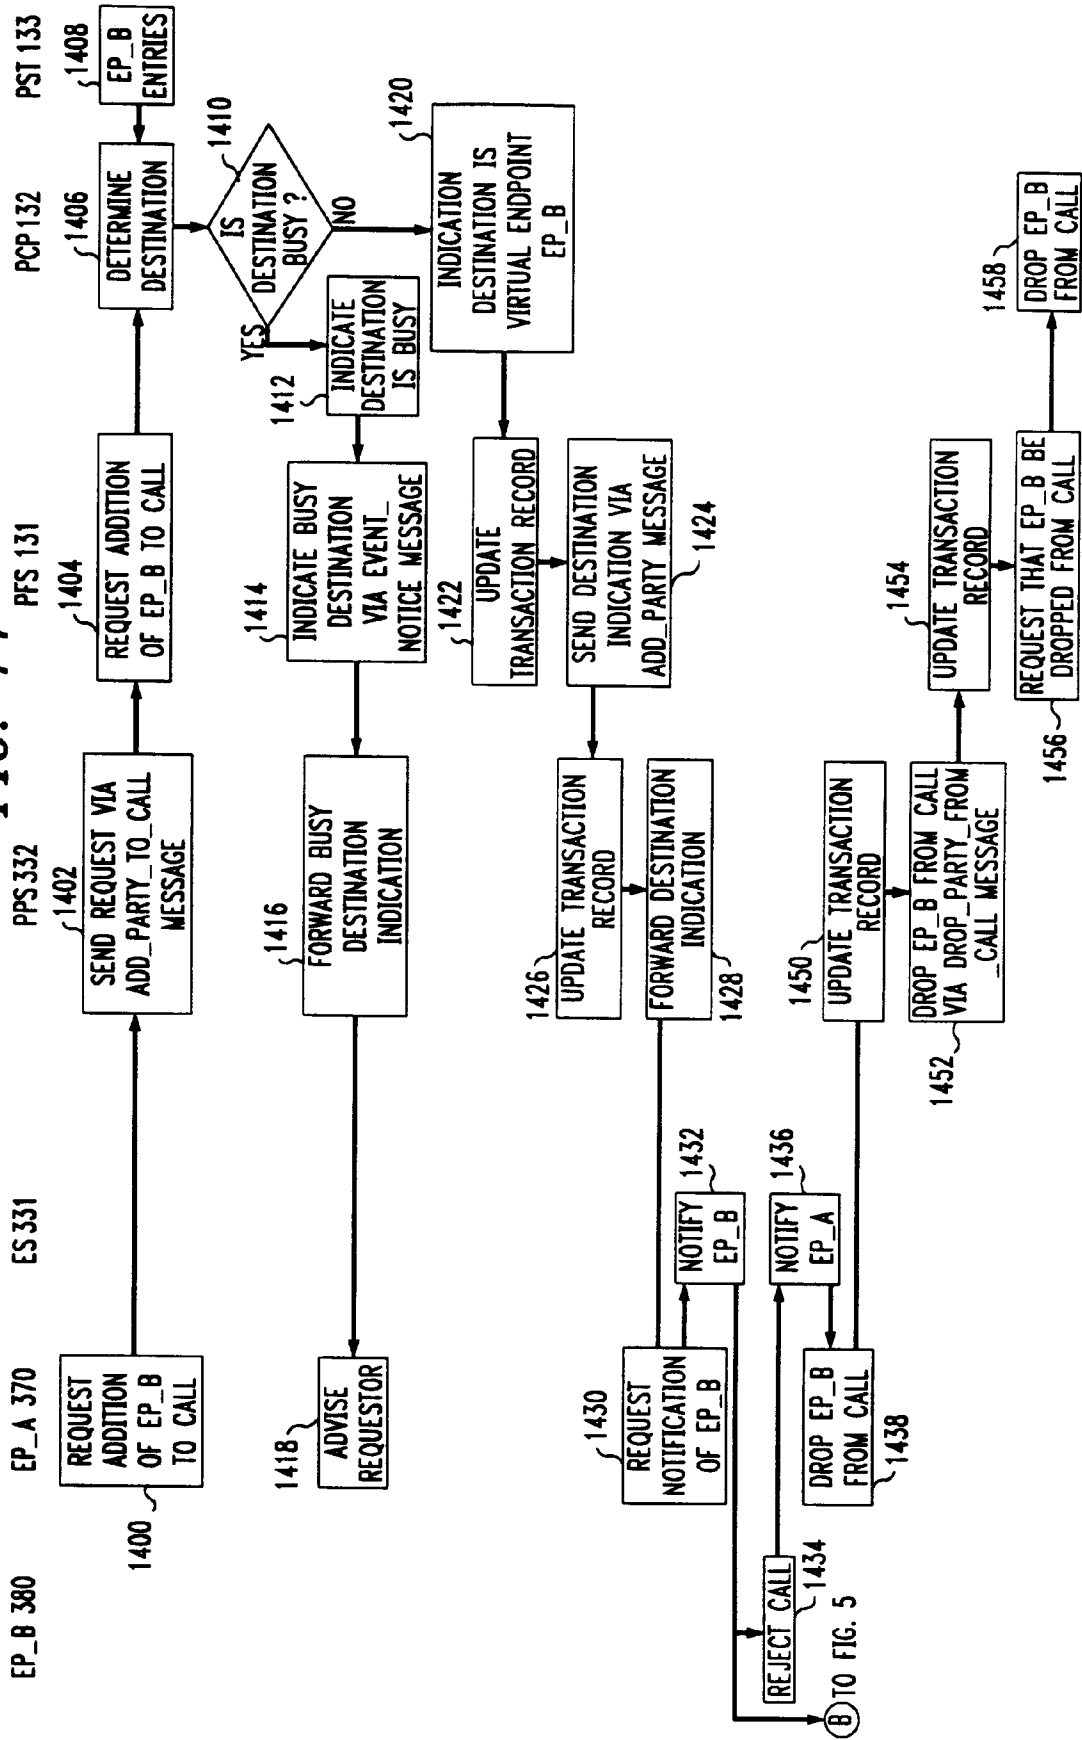 EP_B 380
EP_A 370
ES 331
PPS 332
PFS 131
PCP 132
PST 133
REQUEST
ADDITION
OF EP_B
TO CALL
1400
1402
SEND REQUEST VIA
ADD_PARTY_TO_CALL
MESSAGE
1404
REQUEST ADDITION
OF EP_B TO CALL
1406
DETERMINE
DESTINATION
1408
EP_B
ENTRIES
1410
IS
DESTINATION
BUSY ?
YES
NO
1412
INDICATE
DESTINATION
IS BUSY
1414
INDICATE BUSY
DESTINATION
VIA EVENT_
NOTICE MESSAGE
1416
FORWARD BUSY
DESTINATION
INDICATION
1418
ADVISE
REQUESTOR
1420
INDICATION
DESTINATION IS
VIRTUAL ENDPOINT
EP_B
1422
UPDATE
TRANSACTION RECORD
SEND DESTINATION
INDICATION VIA
ADD_PARTY MESSAGE
1424
1426
UPDATE TRANSACTION
RECORD
FORWARD DESTINATION
INDICATION
1428
1430
REQUEST
NOTIFICATION
OF EP_B
1432
NOTIFY
EP_B
REJECT CALL
1434
B TO FIG. 5
1436
NOTIFY
EP_A
DROP EP_B
FROM CALL
1438
1450
UPDATE TRANSACTION
RECORD
DROP EP_B FROM CALL
VIA DROP_PARTY_FROM
_CALL MESSAGE
1452
1454
UPDATE TRANSACTION
RECORD
REQUEST THAT EP_B BE
DROPPED FROM CALL
1456
1458
DROP EP_B
FROM CALL